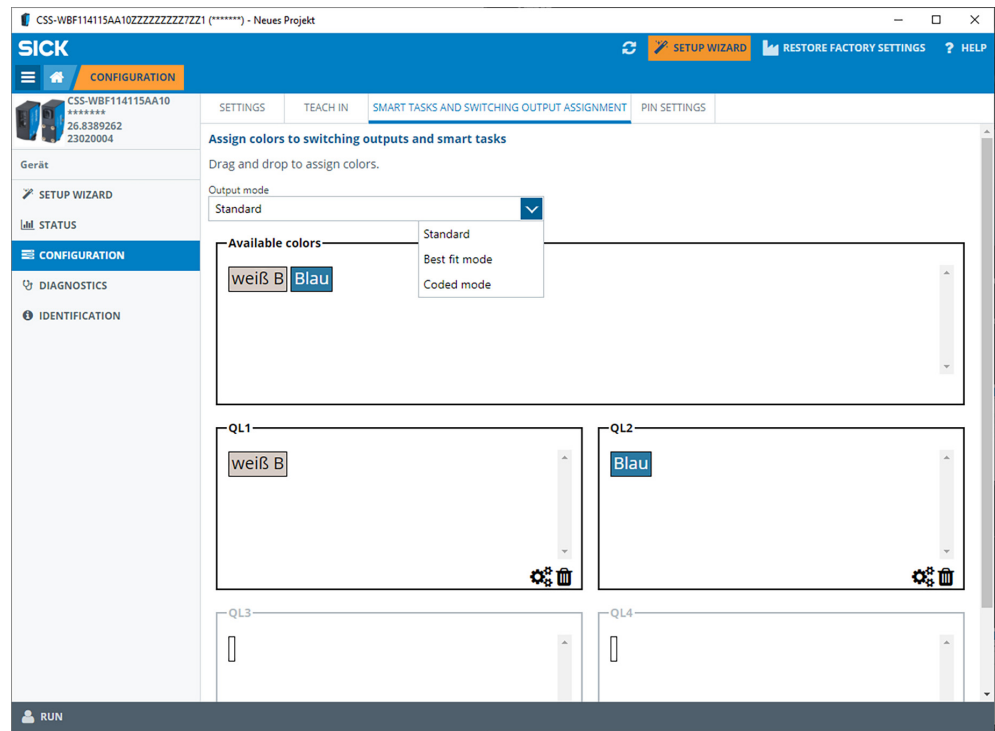 CSS-WBF114115AA10ZZZZZZZZZZ7ZZ1 (*******) - Neues Projekt
SICK
SETUP WIZARD
RESTORE FACTORY SETTINGS
? HELP
CONFIGURATION
CSS-WBF114115AA10
*******
26.8389262
23020004
SETTINGS
TEACH IN
SMART TASKS AND SWITCHING OUTPUT ASSIGNMENT
PIN SETTINGS
Gerät
SETUP WIZARD
STATUS
CONFIGURATION
DIAGNOSTICS
IDENTIFICATION
Assign colors to switching outputs and smart tasks
Drag and drop to assign colors.
Output mode
Standard
Standard
Best fit mode
Coded mode
Available colors
weiß B
Blau
QL1
weiß B
QL2
Blau
QL3
QL4
RUN